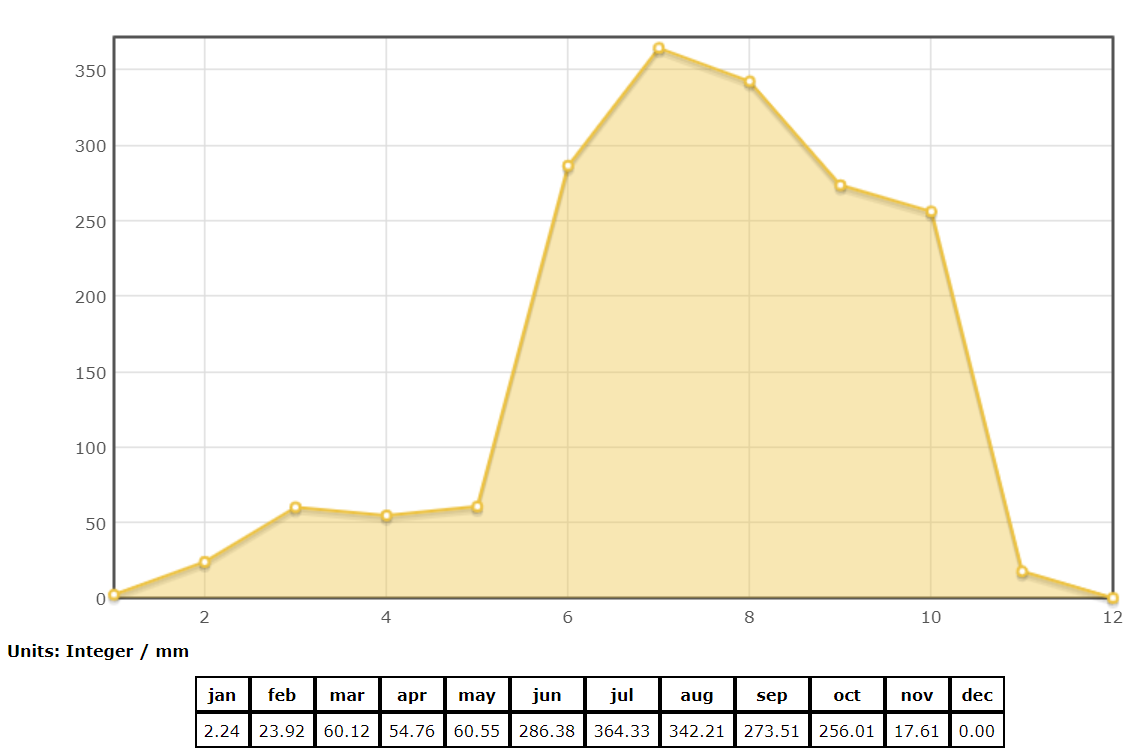 350
300
250
200
150
100
50
0
2 4 6 8 10 12
Units: Integer / mm
jan feb mar apr may jun jul aug sep oct nov dec
2.24 23.92 60.12 54.76 60.55 286.38 364.33 342.21 273.51 256.01 17.61 0.00